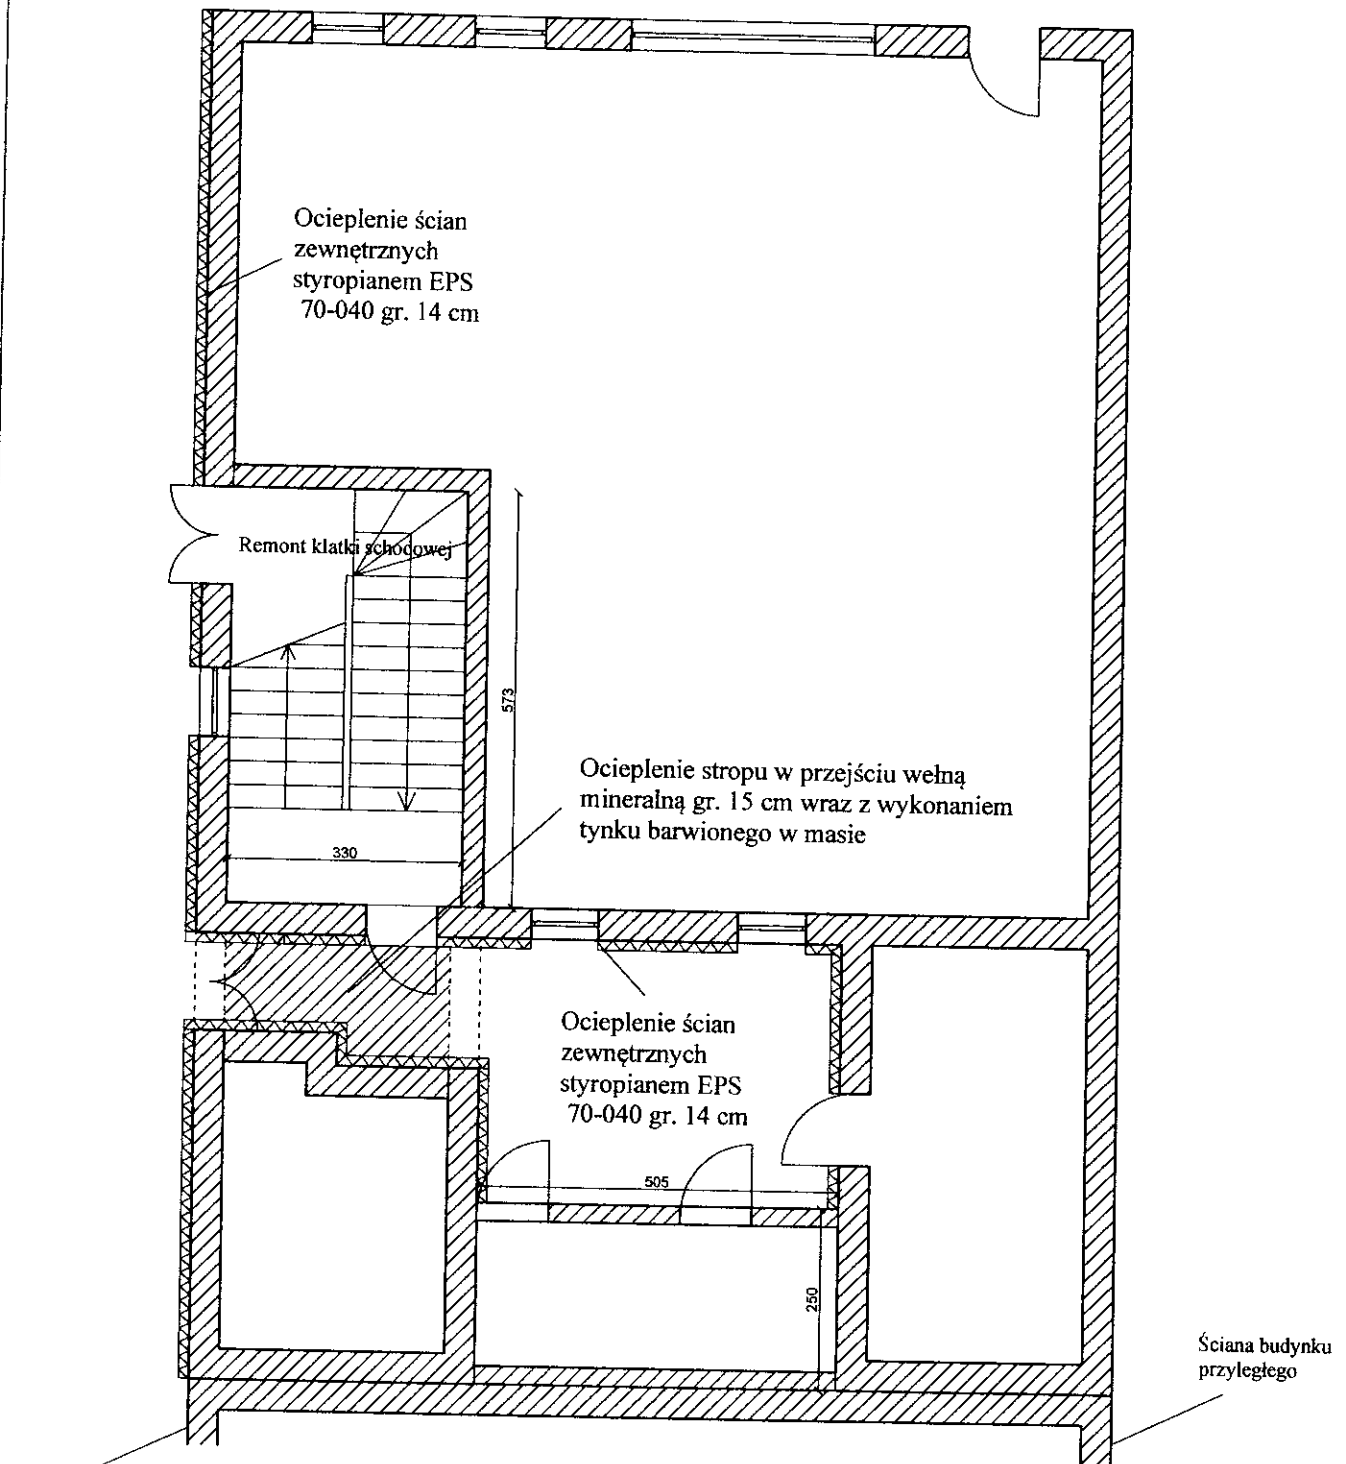 Ocieplenie ścian
zewnętrznych
styropianem EPS
70-040 gr. 14 cm
Remont klatki schodowej
573
Ocieplenie stropu w przejściu wełną
mineralną gr. 15 cm wraz z wykonaniem
tynku barwionego w masie
330
Ocieplenie ścian
zewnętrznych
styropianem EPS
70-040 gr. 14 cm
505
250
Ściana budynku
przyległego